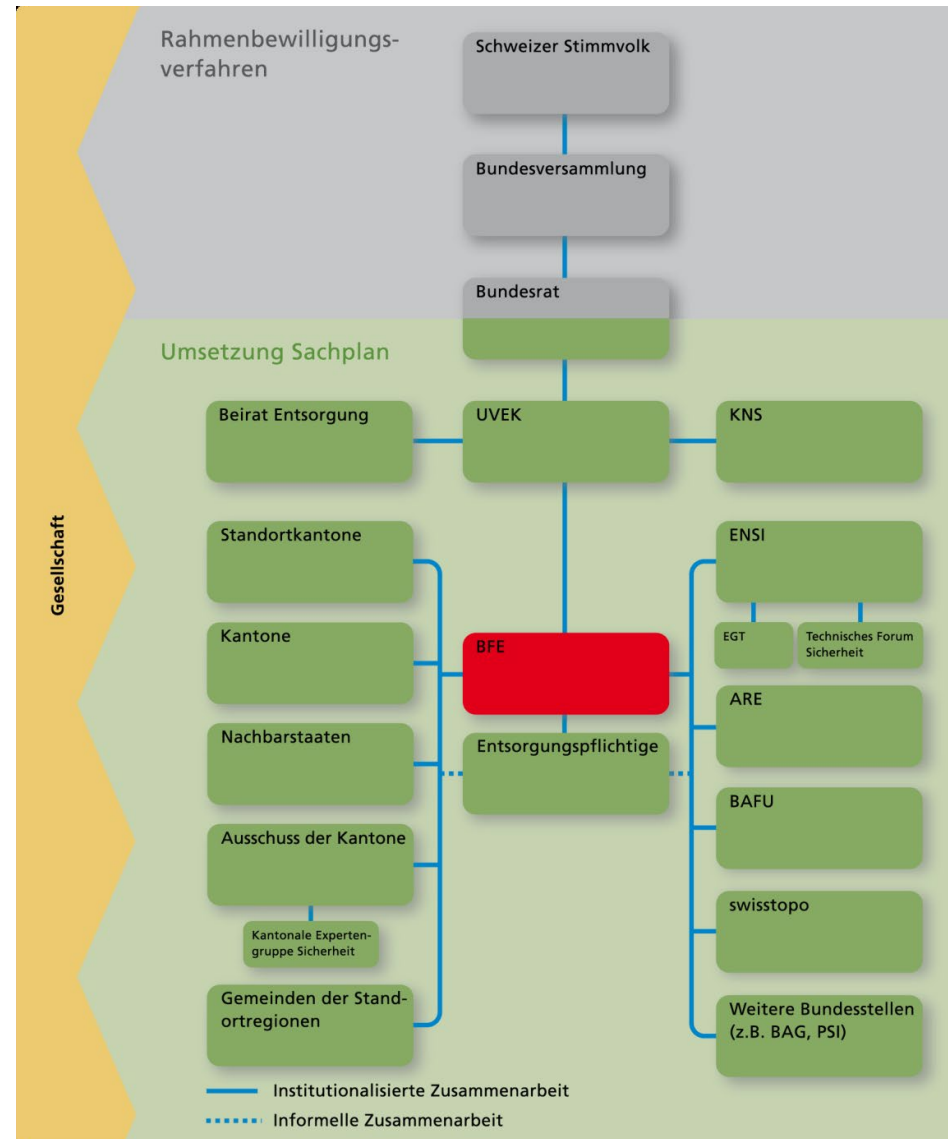 Rahmenbewilligungs-
verfahren
Schweizer Stimmvolk
Bundesversammlung
Bundesrat
Umsetzung Sachplan
Beirat Entsorgung
UVEK
KNS
Gesellschaft
Standortkantone
ENSI
EGT
Technisches Forum
Sicherheit
Kantone
BFE
ARE
Nachbarstaaten
Entsorgungspflichtige
BAFU
Ausschuss der Kantone
Kantonale Experten-
gruppe Sicherheit
swisstopo
Gemeinden der Stand-
ortregionen
Weitere Bundesstellen
(z.B. BAG, PSI)
Institutionalisierte Zusammenarbeit
Informelle Zusammenarbeit